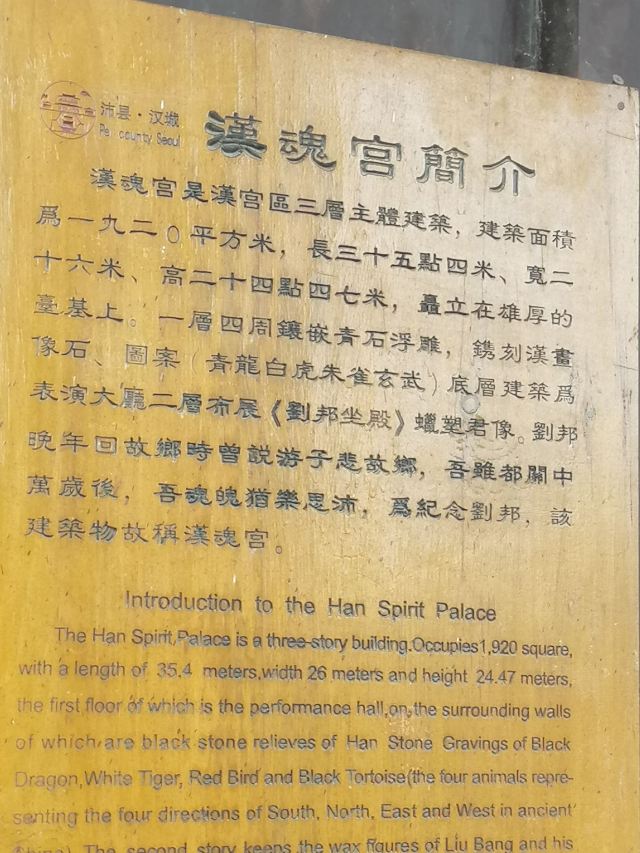 沛县·汉城
Pei county Seoul
漢魂宮簡介
漢魂宮是漢宮區三層主體建築，建築面積
爲一九二〇平方米，長三十五點四米、寬二
十六米、高二十四點四七米，矗立在雄厚的
臺基上。一層四周鑲嵌青石浮雕，鐫刻漢畫
像石、圖案（青龍白虎朱雀玄武）底層建築爲
表演大廳二層布展《劉邦坐殿》蠟塑君像。劉邦
晚年回故鄉時曾説游子悲故鄉，吾雖都關中
萬歲後，吾魂魄猶樂思沛，爲紀念劉邦，該
建築物故稱漢魂宮。
Introduction to the Han Spirit Palace
The Han Spirit Palace is a three-story building.Occupies1,920 square,
with a length of 35.4 meters,width 26 meters and height 24.47 meters,
the first floor of which is the performance hall,on the surrounding walls
of which are black stone relieves of Han Stone Gravings of Black
Dragon,White Tiger, Red Bird and Black Tortoise(the four animals repre-
senting the four directions of South, North, East and West in ancient
China). The second story keeps the wax figures of Liu Bang and his